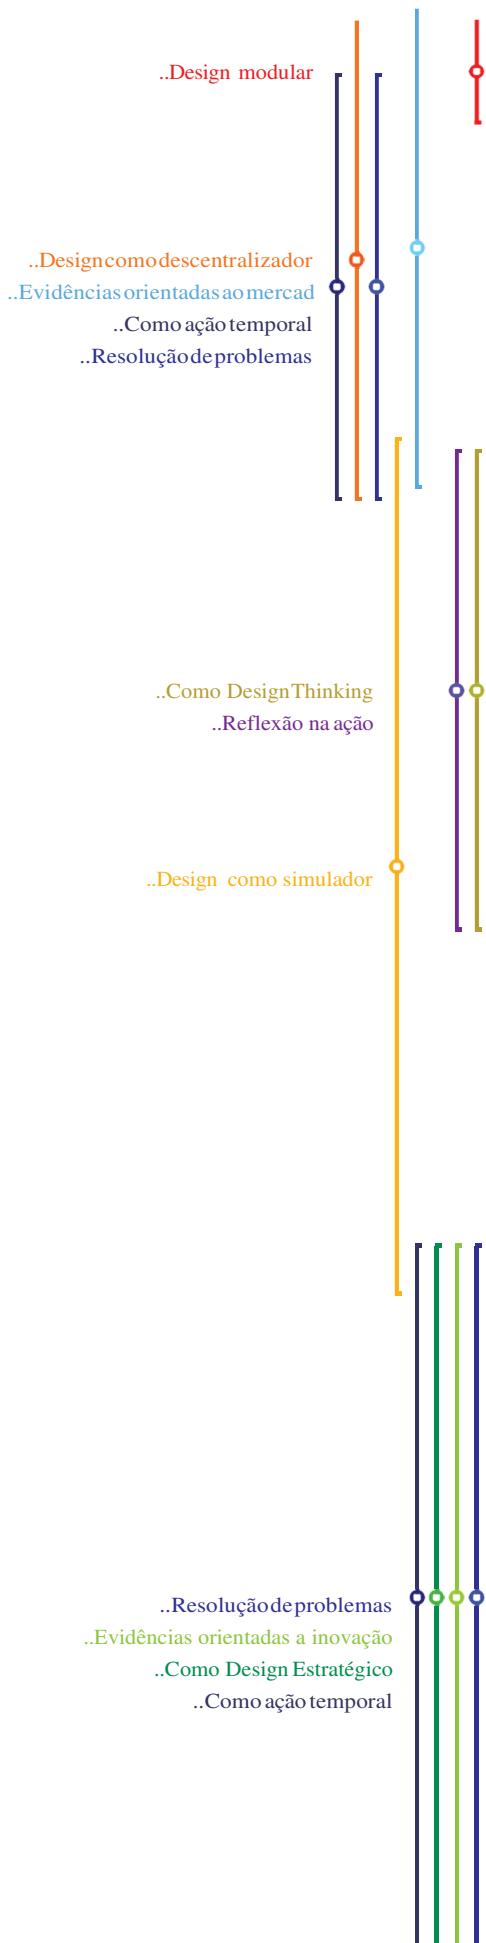 ..Design modular
..Design como descentralizador
..Evidências orientadas ao mercad
..Como ação temporal
..Resolução de problemas
..Como Design Thinking
..Reflexão na ação
..Design como simulador
..Resolução de problemas
..Evidências orientadas a inovação
..Como Design Estratégico
..Como ação temporal